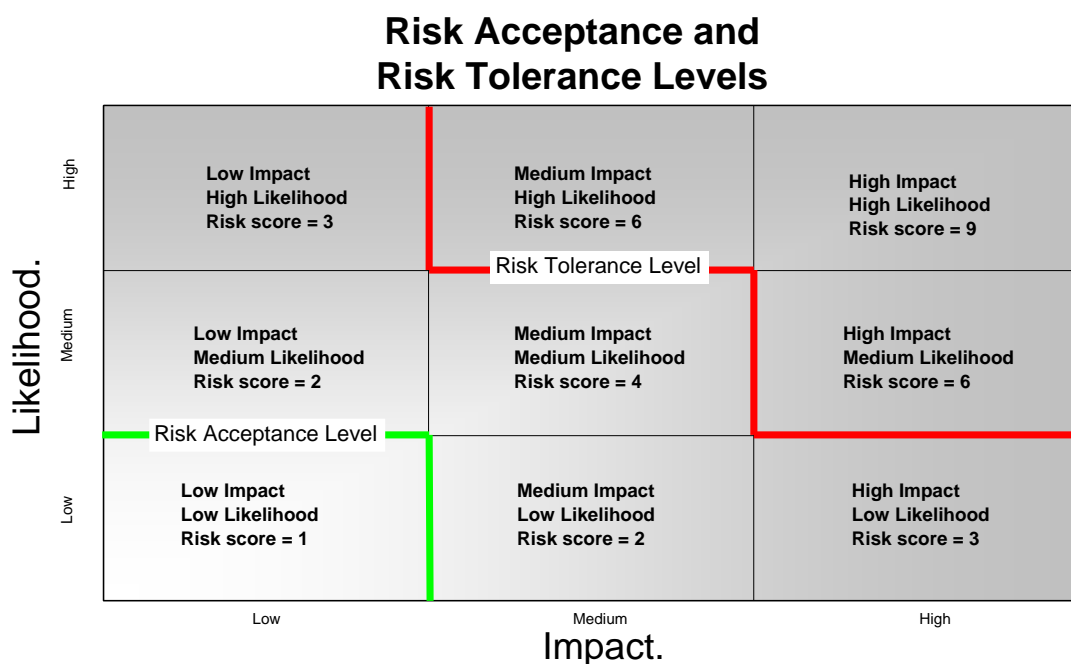 Risk Acceptance and
Risk Tolerance Levels
High
Low Impact
High Likelihood
Risk score = 3
Medium Impact
High Likelihood
Risk score = 6
High Impact
High Likelihood
Risk score = 9
Risk Tolerance Level
Likelihood.
Medium
Low Impact
Medium Likelihood
Risk score = 2
Medium Impact
Medium Likelihood
Risk score = 4
High Impact
Medium Likelihood
Risk score = 6
Risk Acceptance Level
Low
Low Impact
Low Likelihood
Risk score = 1
Medium Impact
Low Likelihood
Risk score = 2
High Impact
Low Likelihood
Risk score = 3
Low
Medium
High
Impact.